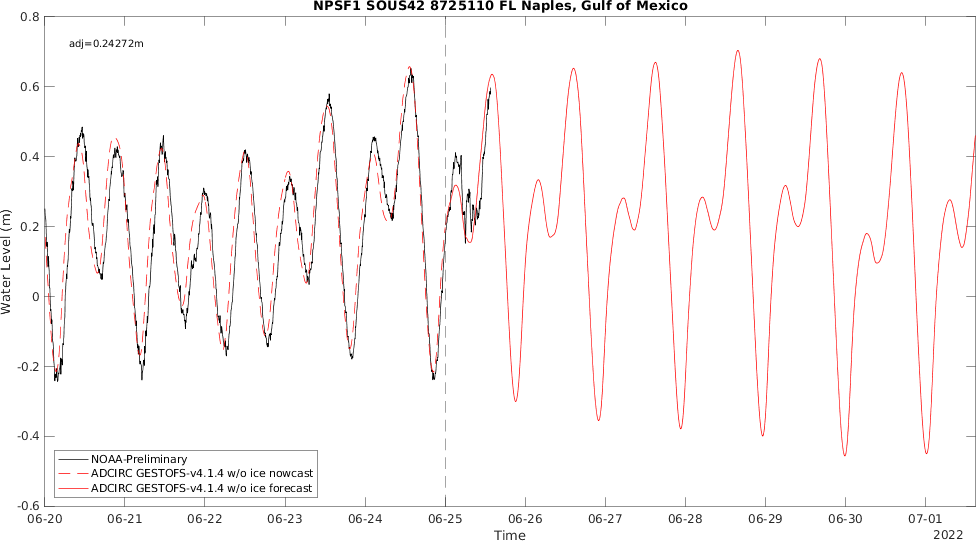 NPSF1 SOUS42 8725110 FL Naples, Gulf of Mexico
adj=0.24272m
Water Level (m)
0.8
0.6
0.4
0.2
0
-0.2
-0.4
-0.6
NOAA-Preliminary
ADCIRC GESTOFS-v4.1.4 w/o ice nowcast
ADCIRC GESTOFS-v4.1.4 w/o ice forecast
06-20 06-21 06-22 06-23 06-24 06-25 06-26 06-27 06-28 06-29 06-30 07-01
Time
2022